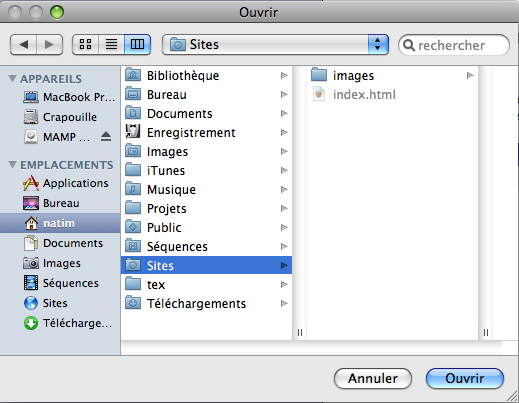 Ouvrir
Sites
rechercher
APPAREILS
MacBook Pr...
Crapouille
MAMP ...
EMPLACEMENTS
Applications
Bureau
natim
Documents
Images
Séquences
Sites
Télécharge...
Bibliothèque
Bureau
Documents
Enregistrement
Images
iTunes
Musique
Projets
Public
Séquences
Sites
tex
Téléchargements
images
index.html
Annuler
Ouvrir